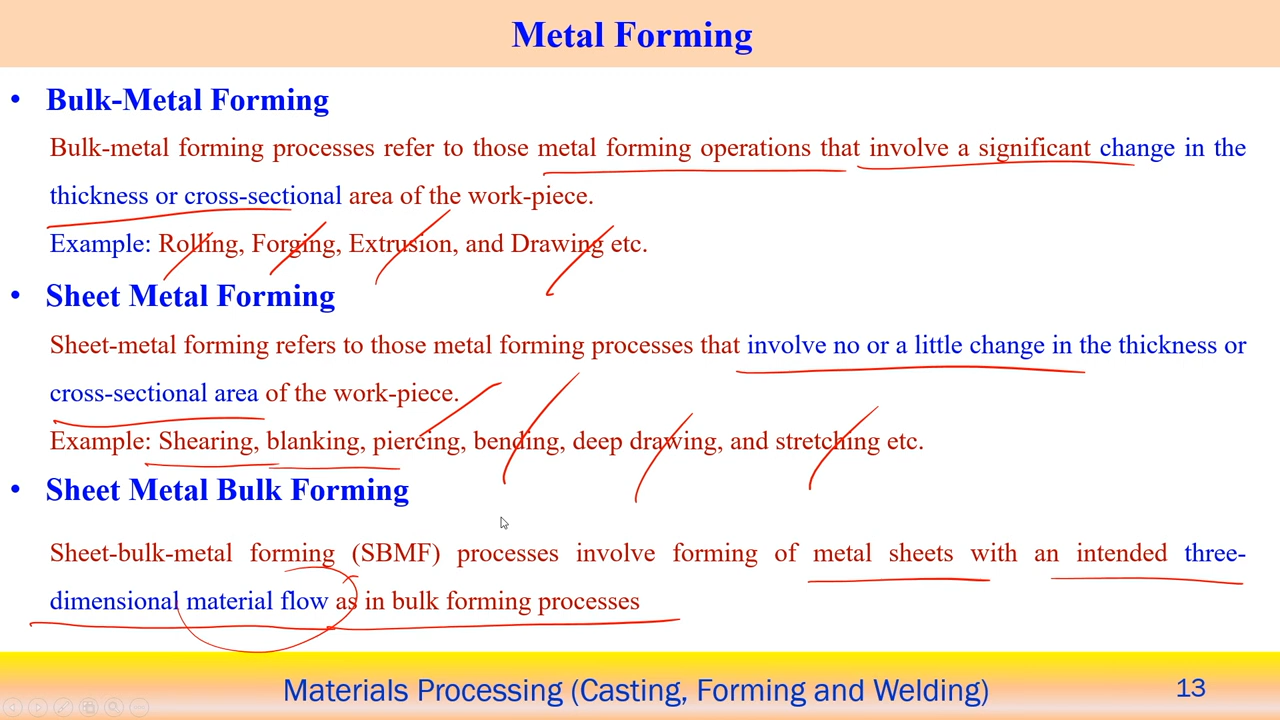 Metal Forming
• Bulk-Metal Forming
Bulk-metal forming processes refer to those metal forming operations that involve a significant change in the
thickness or cross-sectional area of the work-piece.
Example: Rolling, Forging, Extrusion, and Drawing etc.
• Sheet Metal Forming
Sheet-metal forming refers to those metal forming processes that involve no or a little change in the thickness or
cross-sectional area of the work-piece.
Example: Shearing, blanking, piercing, bending, deep drawing, and stretching etc.
• Sheet Metal Bulk Forming
Sheet-bulk-metal forming (SBMF) processes involve forming of metal sheets with an intended three-
dimensional material flow as in bulk forming processes
Materials Processing (Casting, Forming and Welding)
13